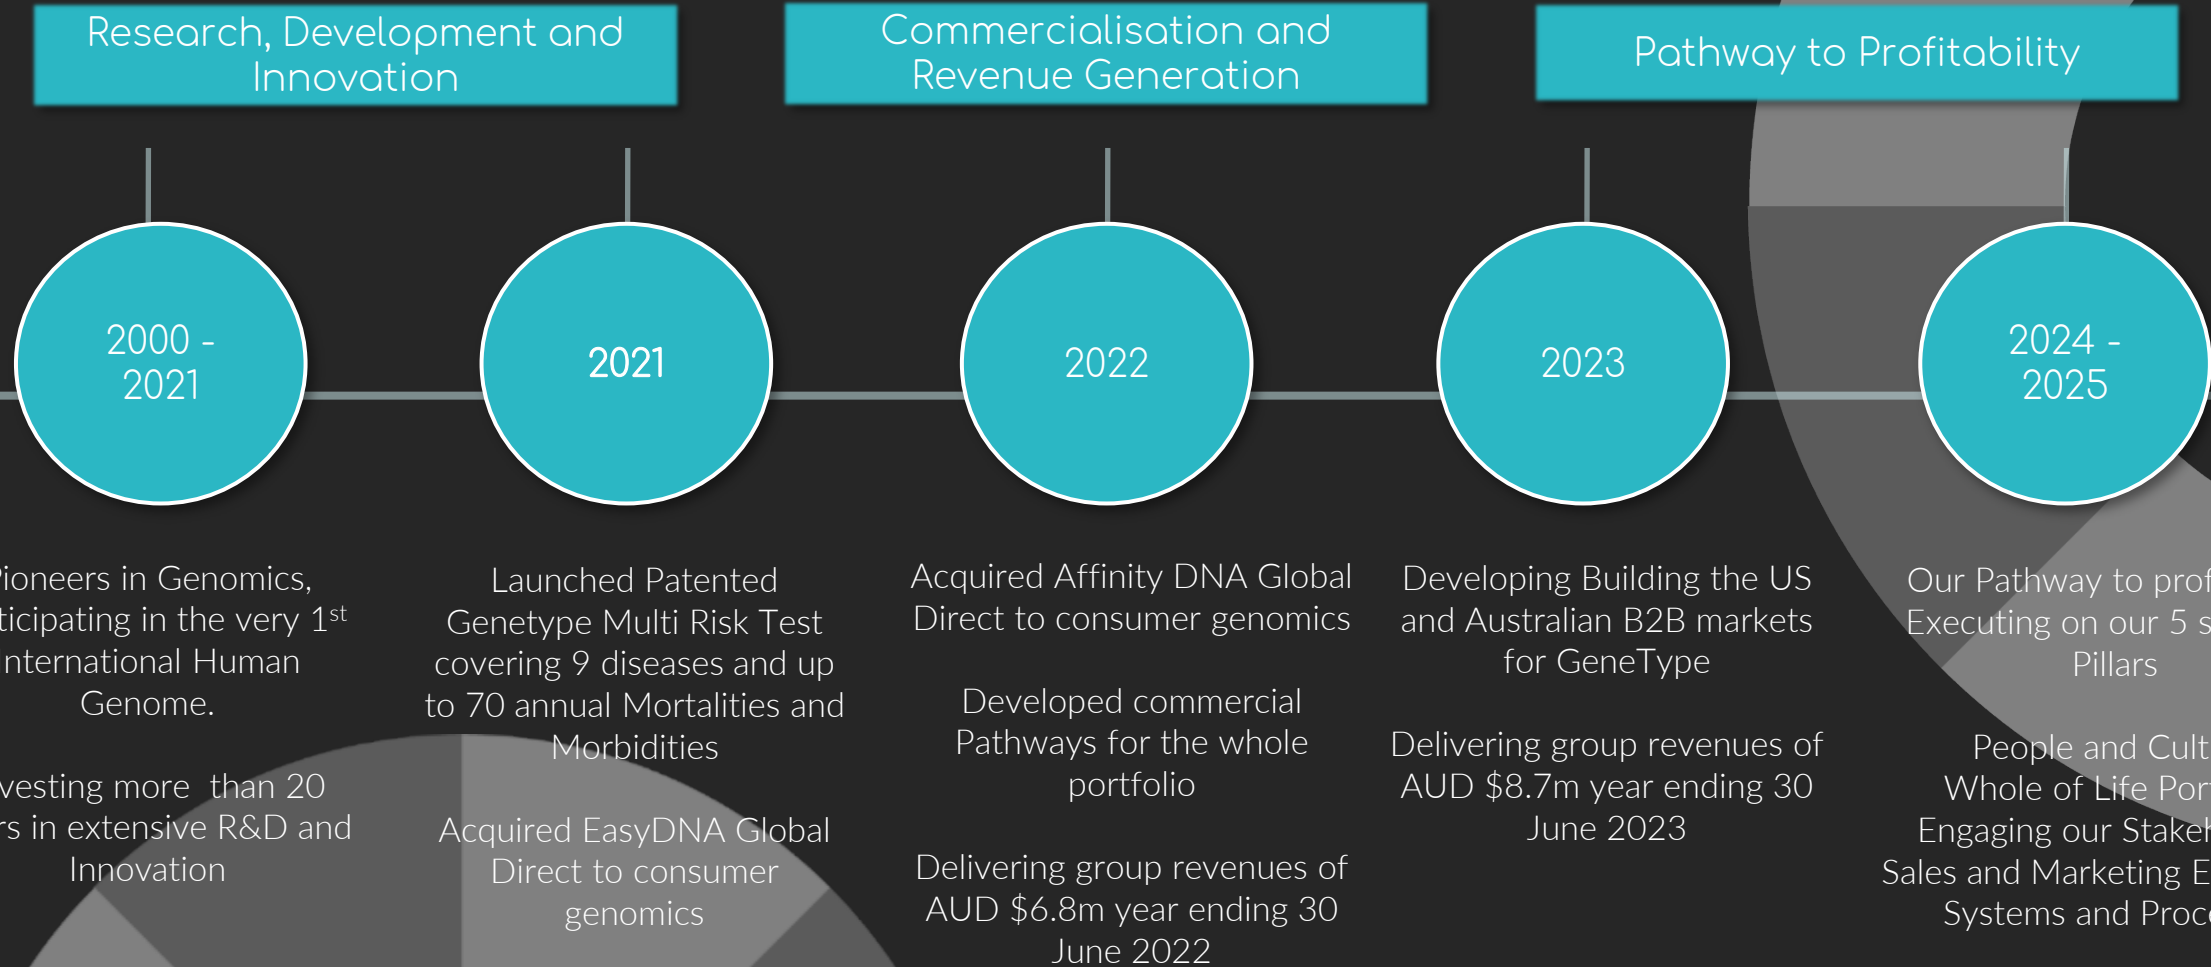 Research, Development and
Innovation
Commercialisation and
Revenue Generation
Pathway to Profitability
2000 -
2021
2021
2022
2023
2024 -
2025
in Genomics,
in the very 1st
International Human
Genome.
more than 20
in extensive R&D and
Innovation
Launched Patented
Genetype Multi Risk Test
covering 9 diseases and up
to 70 annual Mortalities and
Morbidities
Acquired EasyDNA Global
Direct to consumer
genomics
Acquired Affinity DNA Global
Direct to consumer genomics
Developed commercial
Pathways for the whole
portfolio
Delivering group revenues of
AUD $6.8m year ending 30
June 2022
Developing Building the US
and Australian B2B markets
for GeneType
Delivering group revenues of
AUD $8.7m year ending 30
June 2023
Our Pathway to
Executing on our 5
Pillars
People and
Whole of Life
Engaging our
Sales and Marketing
Systems and